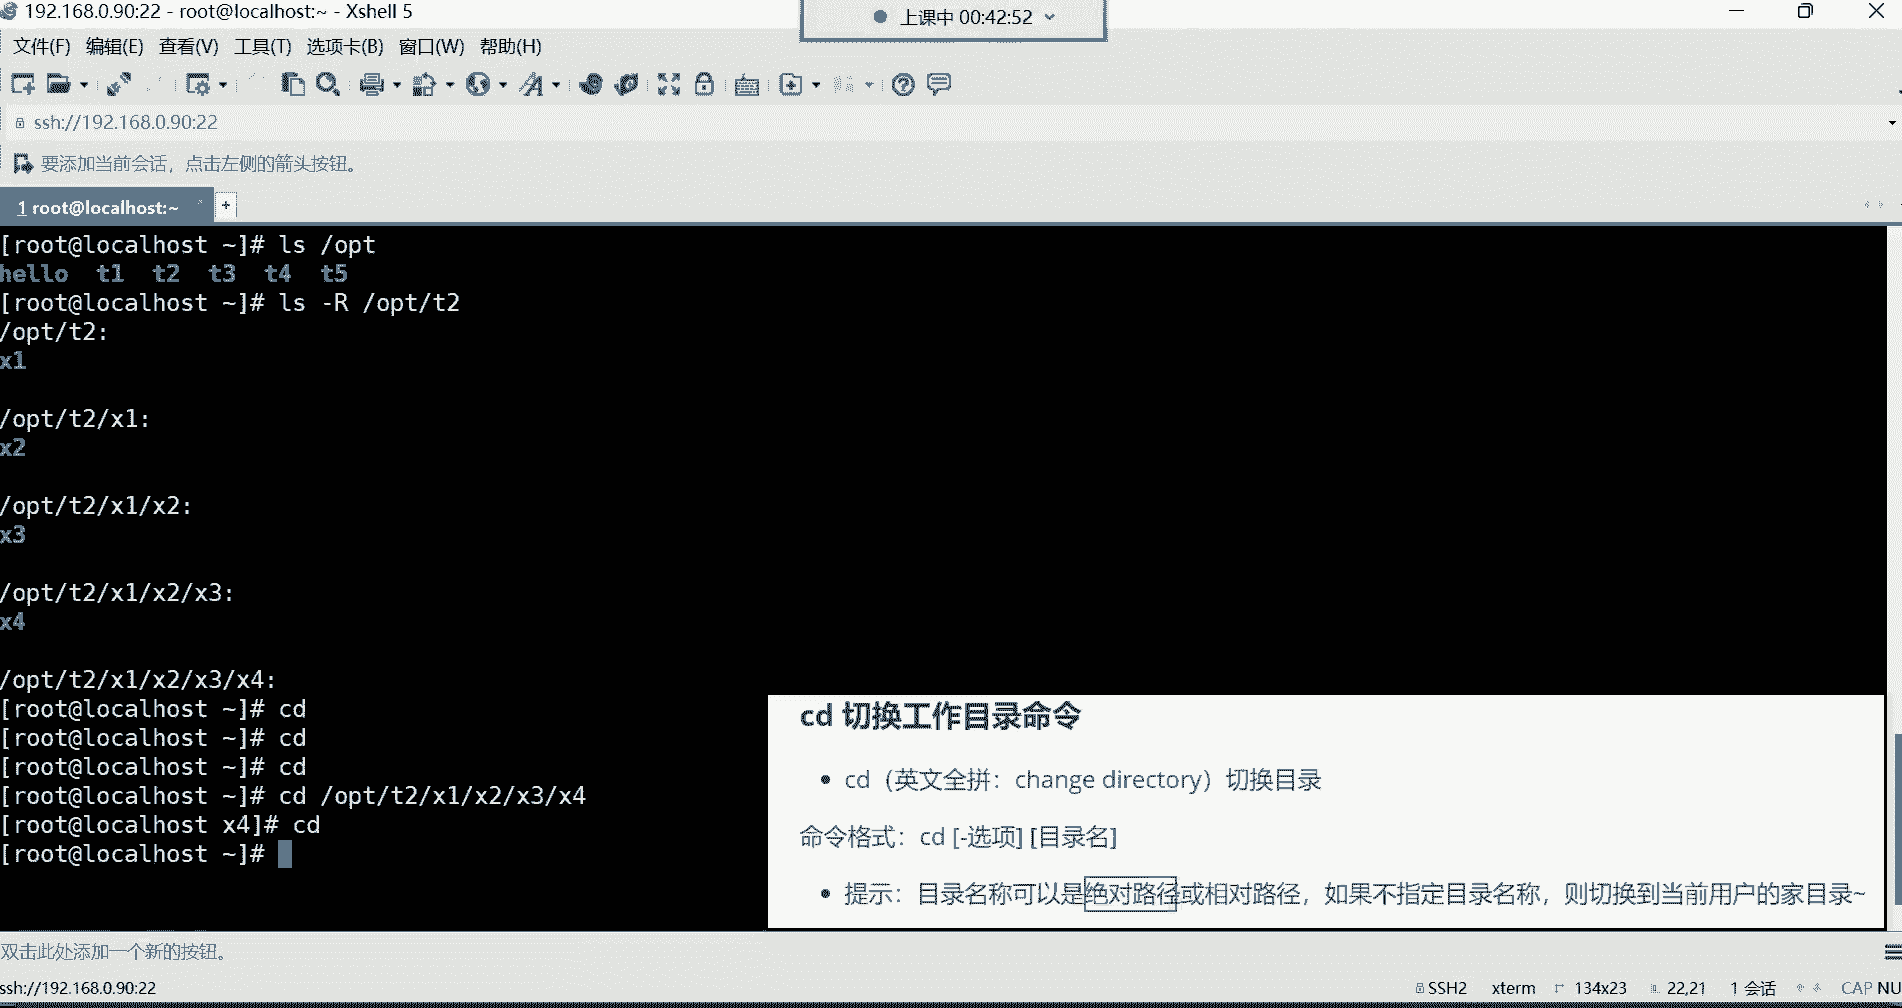 192.168.0.90:22 - root@localhost:~ - Xshell 5
上课中 00:42:52
文件(F) 编辑(E) 查看(V) 工具(T) 选项卡(B) 窗口(W) 帮助(H)
ssh://192.168.0.90:22
要添加当前会话，点击左侧的箭头按钮。
1 root@localhost:~
[root@localhost ~]# ls /opt
hello  t1  t2  t3  t4  t5
[root@localhost ~]# ls -R /opt/t2
/opt/t2:
x1
/opt/t2/x1:
x2
/opt/t2/x1/x2:
x3
/opt/t2/x1/x2/x3:
x4
/opt/t2/x1/x2/x3/x4:
[root@localhost ~]# cd
[root@localhost ~]# cd
[root@localhost ~]# cd
[root@localhost ~]# cd /opt/t2/x1/x2/x3/x4
[root@localhost x4]# cd
[root@localhost ~]#
cd 切换工作目录命令
cd（英文全拼：change directory）切换目录
命令格式：cd [-选项] [目录名]
提示：目录名称可以是绝对路径或相对路径，如果不指定目录名称，则切换到当前用户的家目录~
双击此处添加一个新的按钮。
ssh://192.168.0.90:22
SSH2 xterm 134x23 22,21 1 会话 CAP NU